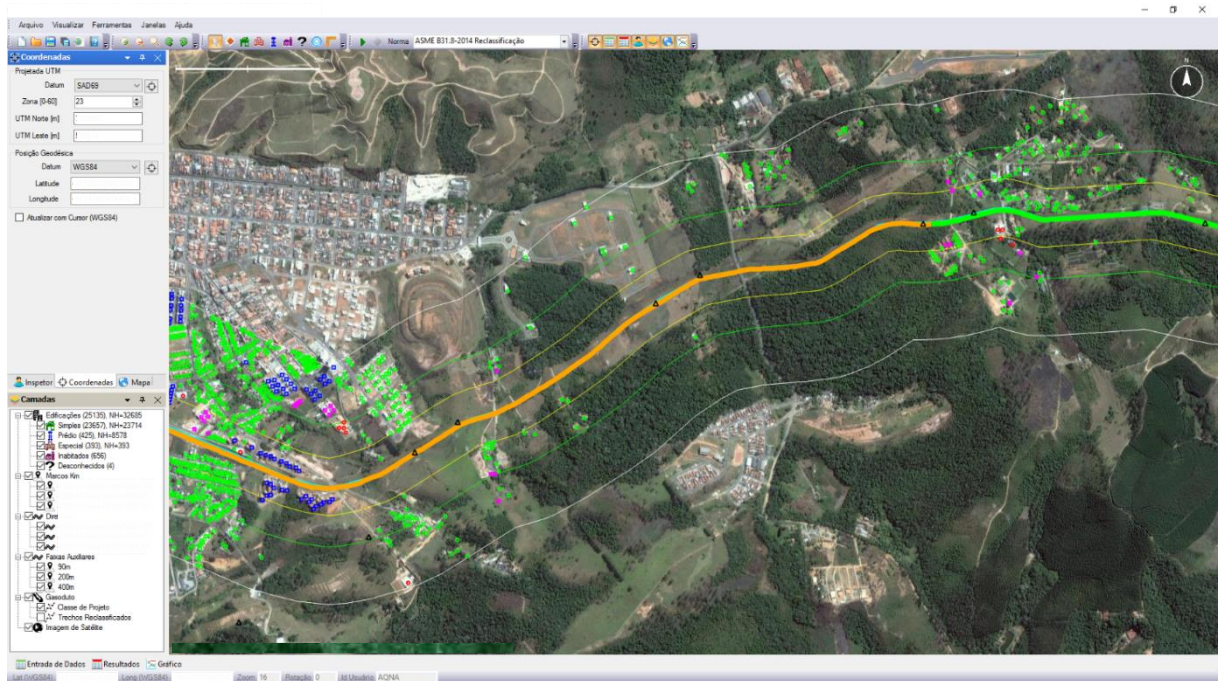 Arquivo Visualizar Ferramentas Janelas Ajuda
Norma ASME B31.8-2014 Reclassificação
Coordenadas
Projetada UTM
Datum SAD69
Zona [0-60] 23
UTM Norte [m]
UTM Leste [m]
Posição Geodésica
Datum WGS84
Latitude
Longitude
Atualizar com Cursor (WGS84)
Inspetor Coordenadas Mapa
Camadas
Edificações (25135), NH=32685
Simples (23657), NH=23714
Prédio (425), NH=8578
Especial (393), NH=393
Inabitados (656)
Desconhecidos (4)
Marcos Km
Faixas Auxiliares
90m
200m
400m
Gasoduto
Classe de Projeto
Trechos Reclassificados
Imagem de Satélite
N
Entrada de Dados Resultados Gráfico
Lat (WGS84) Long (WGS84) Zoom 16 Rotação 0 Id Usuário AQNA